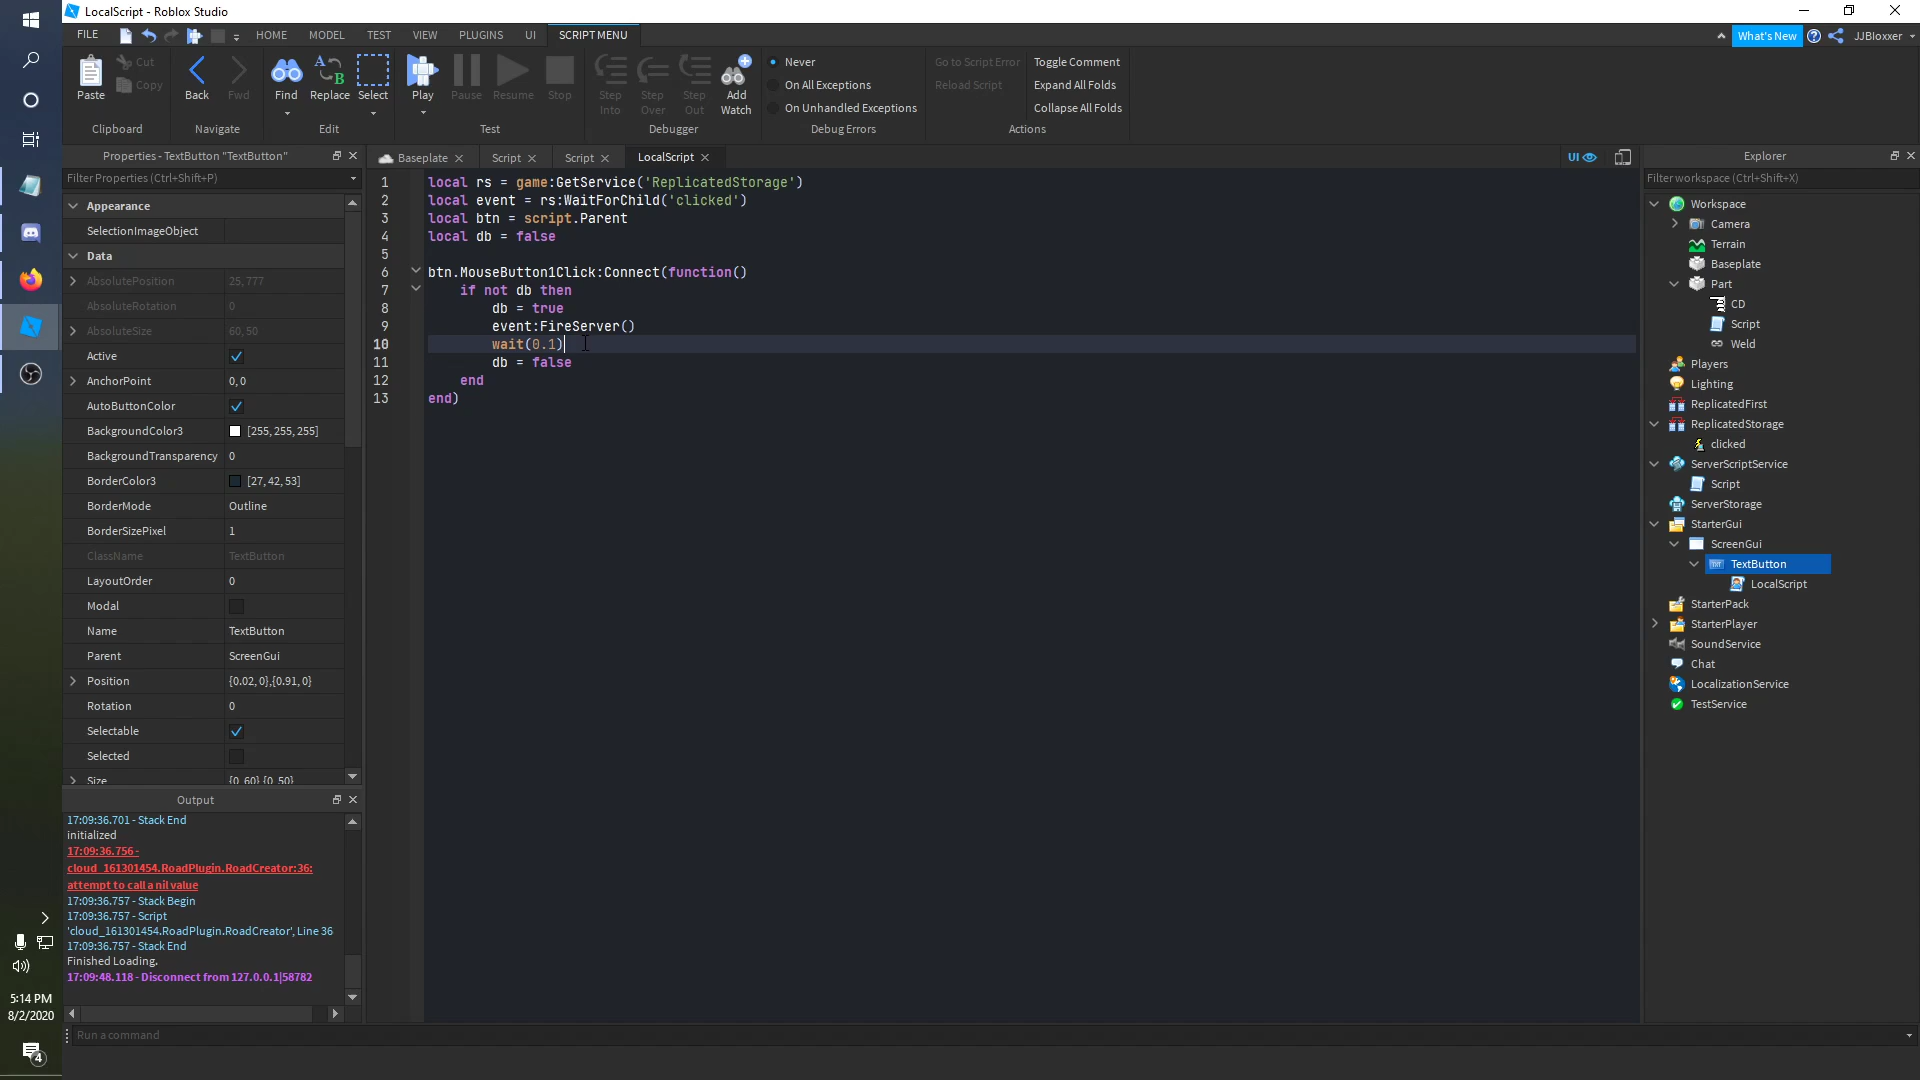 LocalScript - Roblox Studio
FILE HOME MODEL TEST VIEW PLUGINS UI SCRIPT MENU What's New JJBloxxer
Paste Cut Copy
Clipboard
Back Fwd
Navigate
Find Replace Select
Edit
Play Pause Resume Stop
Test
Step Into Step Over Step Out Add Watch
Debugger
Never
On All Exceptions
On Unhandled Exceptions
Debug Errors
Go to Script Error
Reload Script
Toggle Comment
Expand All Folds
Collapse All Folds
Actions
Properties - TextButton "TextButton"
Filter Properties (Ctrl+Shift+P)
Appearance
SelectionImageObject
Data
AbsolutePosition 25, 777
AbsoluteRotation 0
AbsoluteSize 60, 50
Active
AnchorPoint 0, 0
AutoButtonColor
BackgroundColor3 [255, 255, 255]
BackgroundTransparency 0
BorderColor3 [27, 42, 53]
BorderMode Outline
BorderSizePixel 1
ClassName TextButton
LayoutOrder 0
Modal
Name TextButton
Parent ScreenGui
Position {0.02, 0},{0.91, 0}
Rotation 0
Selectable
Selected
Size {0, 60},{0, 50}
Output
17:09:36.701 - Stack End
initialized
17:09:36.756 -
cloud_161301454.RoadPlugin.RoadCreator:36:
attempt to call a nil value
17:09:36.757 - Stack Begin
17:09:36.757 - Script
'cloud_161301454.RoadPlugin.RoadCreator', Line 36
17:09:36.757 - Stack End
Finished Loading.
17:09:48.118 - Disconnect from 127.0.0.1|58782
Baseplate Script Script LocalScript UI
1 local rs = game:GetService('ReplicatedStorage')
2 local event = rs:WaitForChild('clicked')
3 local btn = script.Parent
4 local db = false
5
6 btn.MouseButton1Click:Connect(function()
7 if not db then
8 db = true
9 event:FireServer()
10 wait(0.1)
11 db = false
12 end
13 end)
Explorer
Filter workspace (Ctrl+Shift+X)
Workspace
Camera
Terrain
Baseplate
Part
CD
Script
Weld
Players
Lighting
ReplicatedFirst
ReplicatedStorage
clicked
ServerScriptService
Script
ServerStorage
StarterGui
ScreenGui
TextButton
LocalScript
StarterPack
StarterPlayer
SoundService
Chat
LocalizationService
TestService
Run a command
5:14 PM
8/2/2020
4